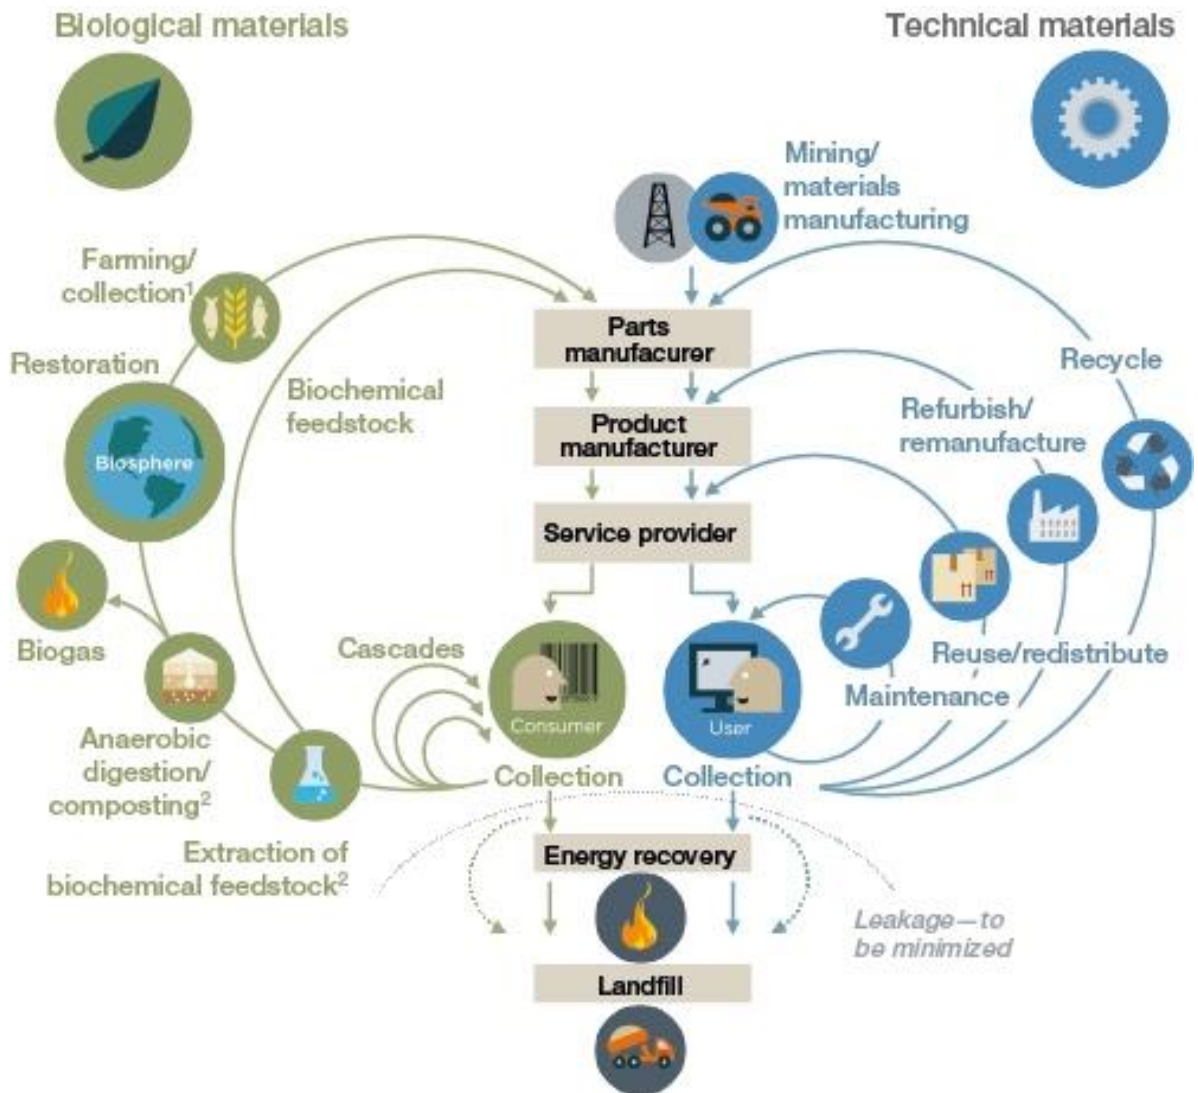 Biological materials
Technical materials
Mining/
materials
manufacturing
Farming/
collection¹
Restoration
Biosphere
Biochemical
feedstock
Biogas
Anaerobic
digestion/
composting²
Extraction of
biochemical feedstock²
Cascades
Parts
manufacurer
Product
manufacturer
Service provider
Consumer
Collection
User
Collection
Recycle
Refurbish/
remanufacture
Reuse/redistribute
Maintenance
Energy recovery
Leakage—to
be minimized
Landfill